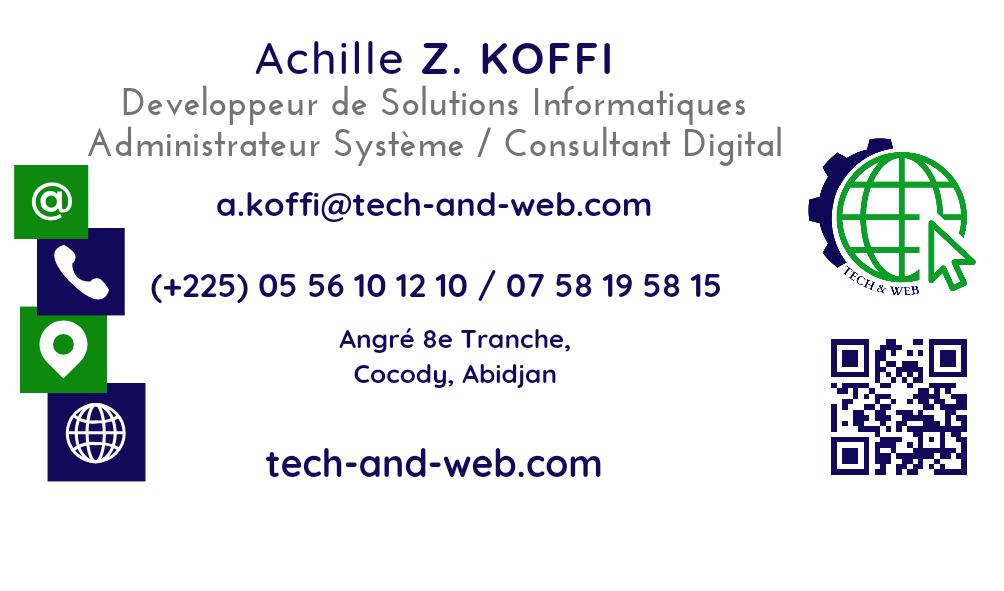 Achille Z. KOFFI
Developpeur de Solutions Informatiques
Administrateur Système / Consultant Digital
@
a.koffi@tech-and-web.com
(+225) 05 56 10 12 10 / 07 58 19 58 15
Angré 8e Tranche,
Cocody, Abidjan
tech-and-web.com
TECH & WEB